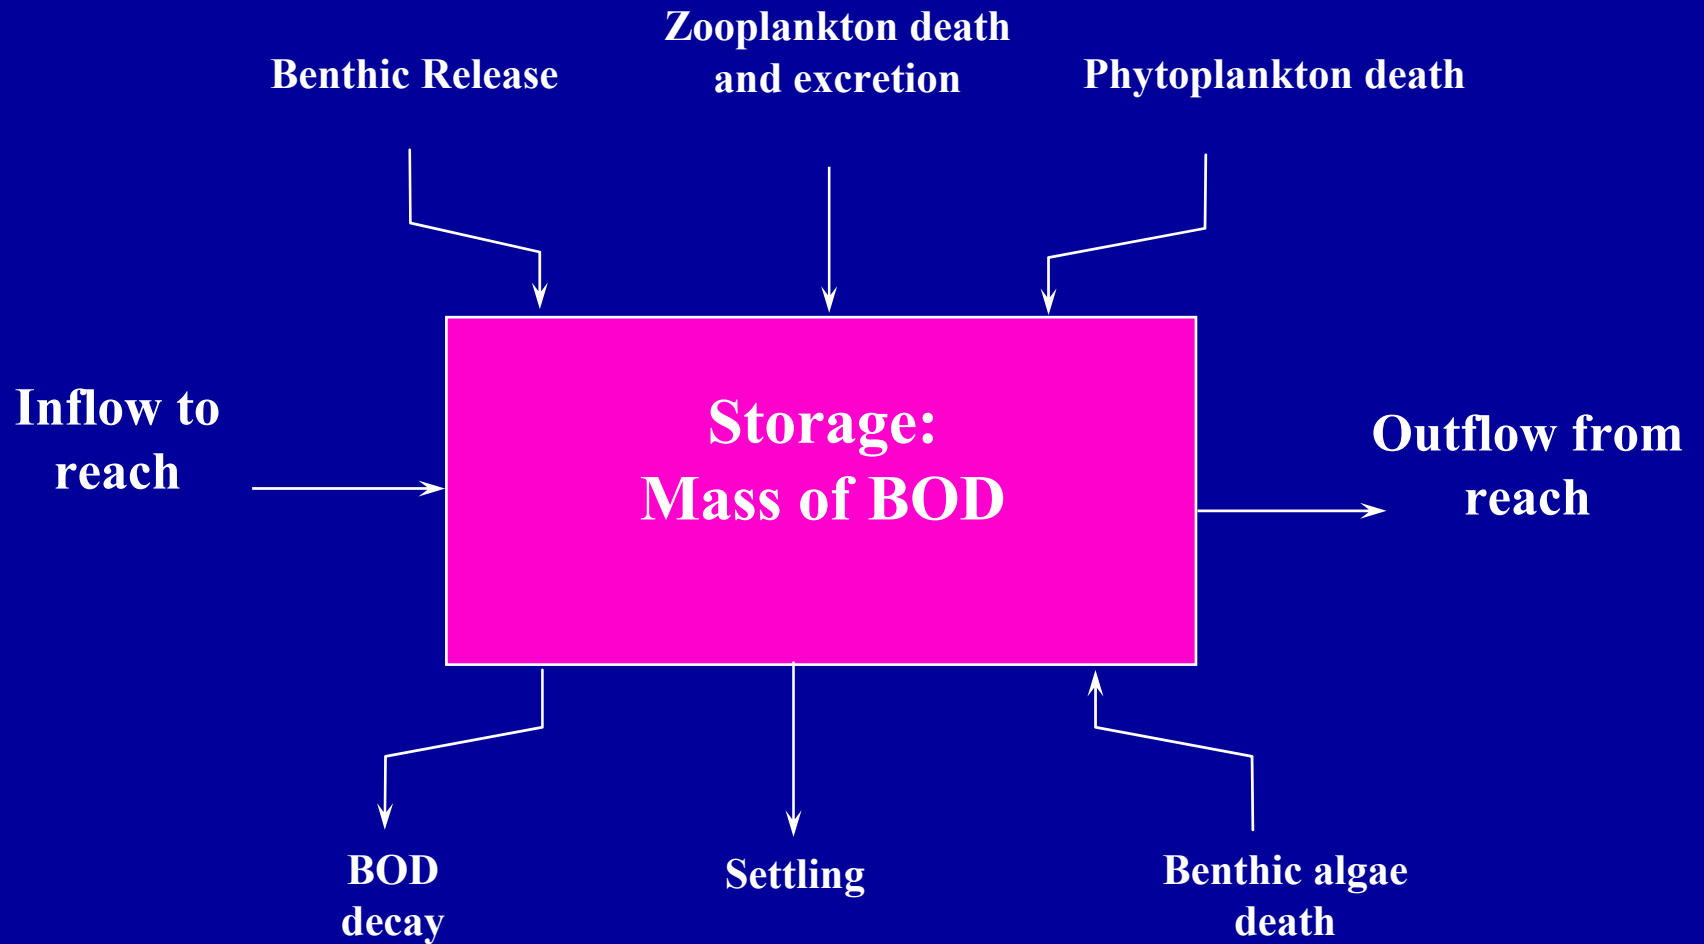 Benthic Release
Zooplankton death
and excretion
Phytoplankton death
Inflow to
reach
Storage:
Mass of BOD
Outflow from
reach
BOD
decay
Settling
Benthic algae
death